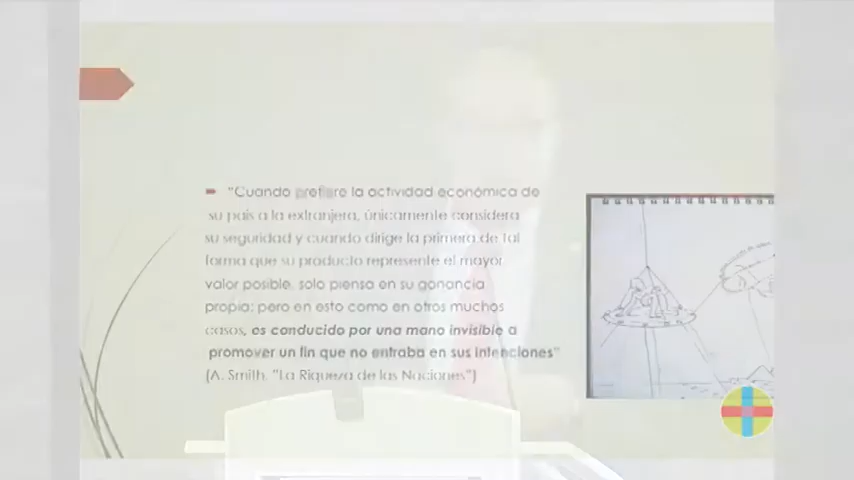 "Cuando prefiere la actividad económica de
su país a la extranjera, únicamente considera
su seguridad y cuando dirige la primera de tal
forma que su producto represente el mayor
valor posible, solo piensa en su ganancia
propia; pero en esto como en otros muchos
casos, es conducido por una mano invisible a
promover un fin que no entraba en sus intenciones"
(A. Smith. "La Riqueza de las Naciones")